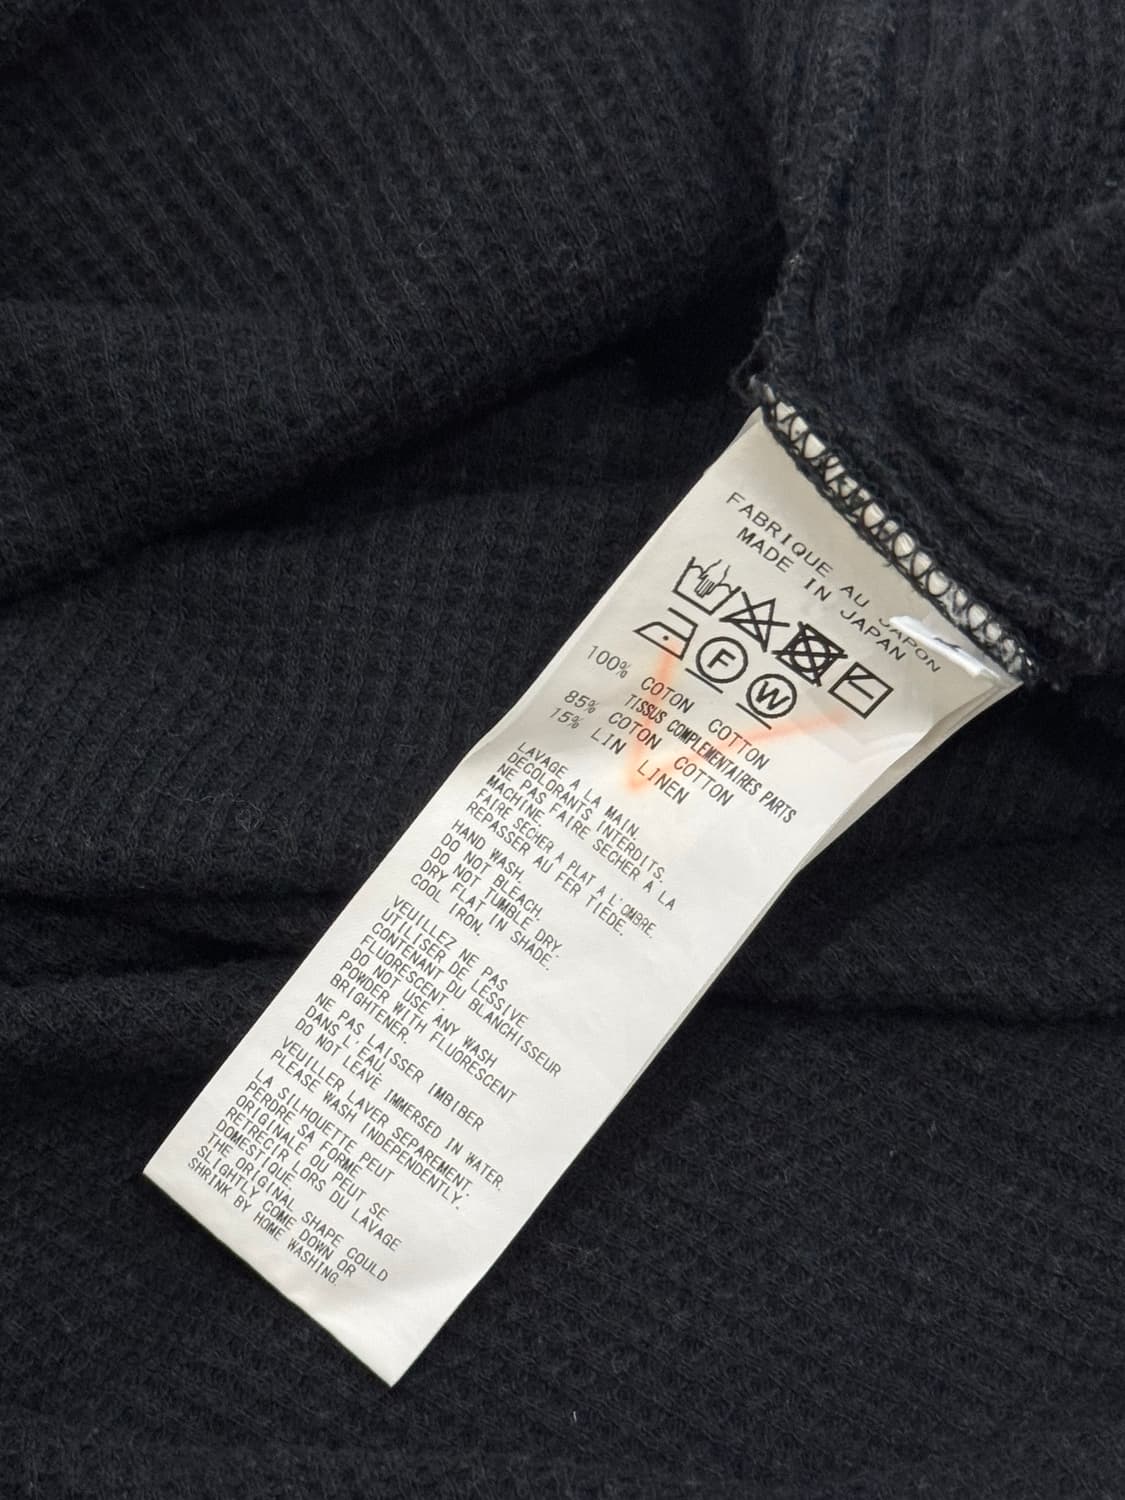 FABRIQUE AU JAPON
MADE IN JAPAN
F
W
100% COTON COTTON
TISSUS COMPLEMENTAIRES PARTS
85% COTON COTTON
15% LIN LINEN
LAVAGE A LA MAIN.
DECOLORANTS INTERDITS.
NE PAS FAIRE SECHER A LA
MACHINE.
FAIRE SECHER A PLAT A L'OMBRE.
REPASSER AU FER TIEDE.
HAND WASH.
DO NOT BLEACH.
DO NOT TUMBLE DRY.
DRY FLAT IN SHADE.
COOL IRON.
VEUILLEZ NE PAS
UTILISER DE LESSIVE
CONTENANT DU BLANCHISSEUR
FLUORESCENT
DO NOT USE ANY WASH
POWDER WITH FLUORESCENT
BRIGHTENER.
NE PAS LAISSER IMBIBER
DANS L'EAU.
DO NOT LEAVE IMMERSED IN WATER.
VEUILLER LAVER SEPAREMENT.
PLEASE WASH INDEPENDENTLY.
LA SILHOUETTE PEUT
PERDRE SA FORME
ORIGINALE OU PEUT SE
RETRECIR LORS DU LAVAGE
DOMESTIQUE.
THE ORIGINAL SHAPE COULD
SLIGHTLY COME DOWN OR
SHRINK BY HOME WASHING